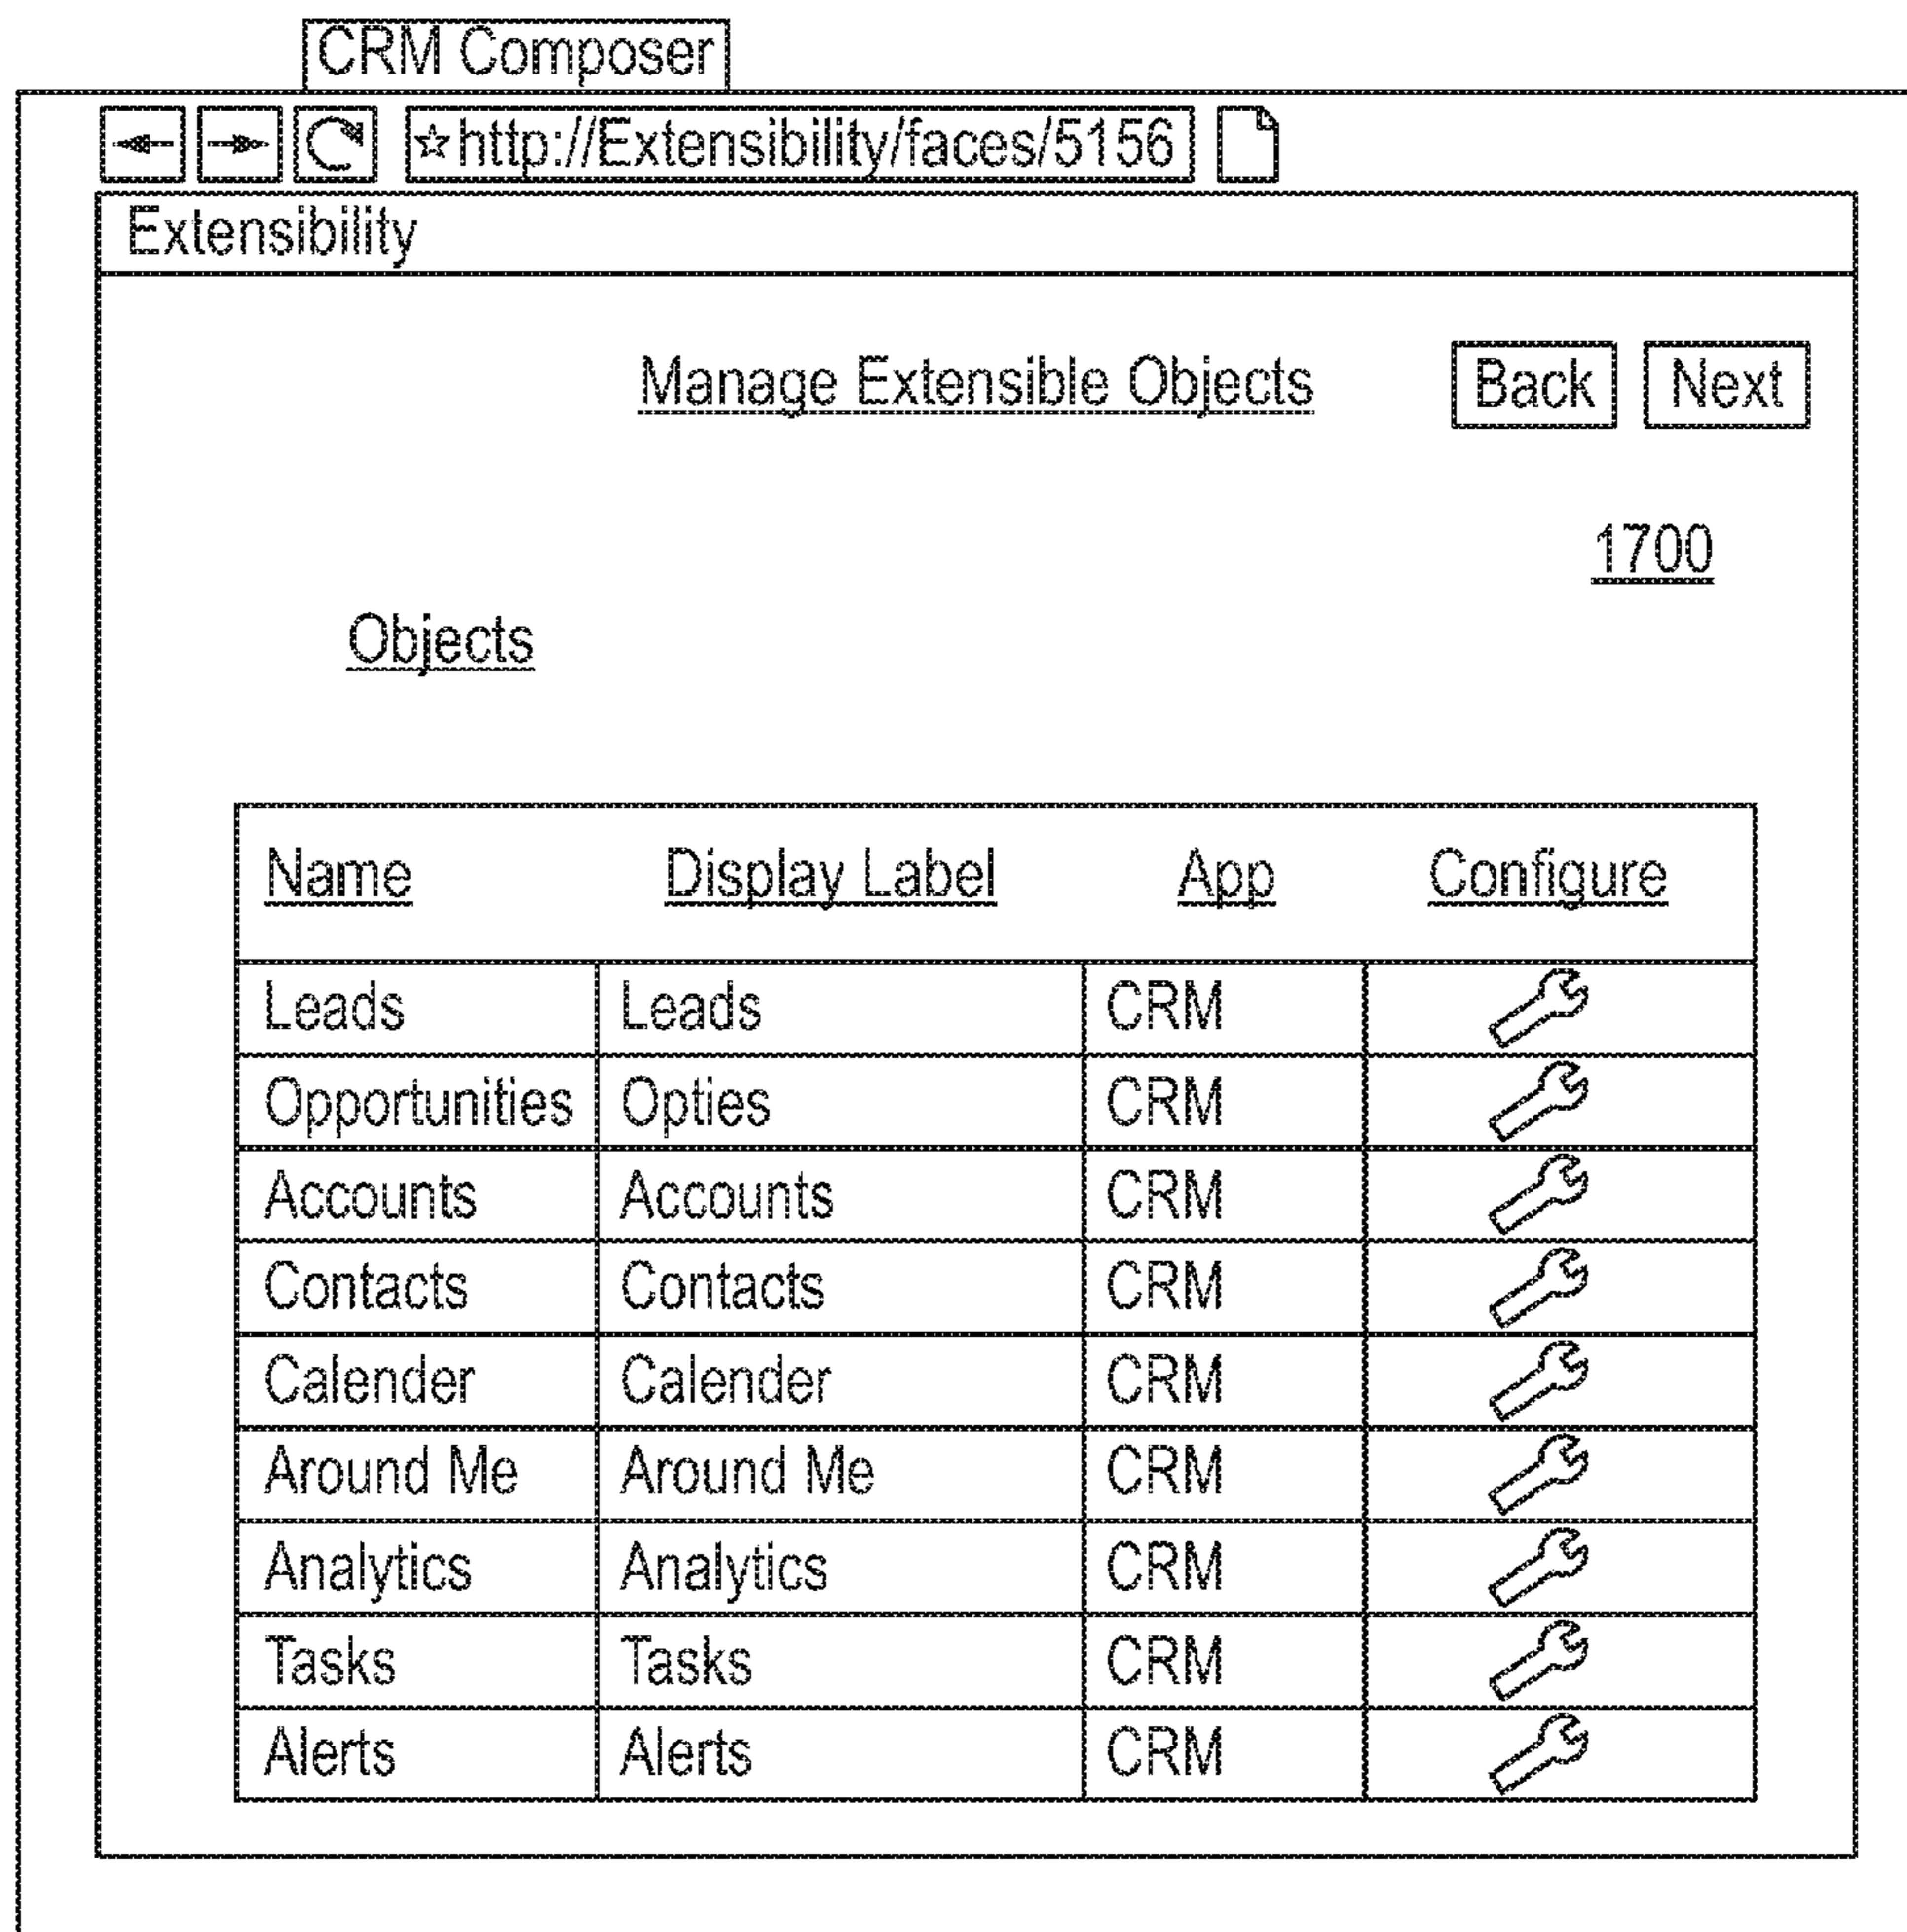 CRM Composer
http://Extensibility/faces/5156
Extensibility
Manage Extensible Objects Back Next
1700
Objects
Name Display Label App Configure
Leads Leads CRM
Opportunities Opties CRM
Accounts Accounts CRM
Contacts Contacts CRM
Calender Calender CRM
Around Me Around Me CRM
Analytics Analytics CRM
Tasks Tasks CRM
Alerts Alerts CRM